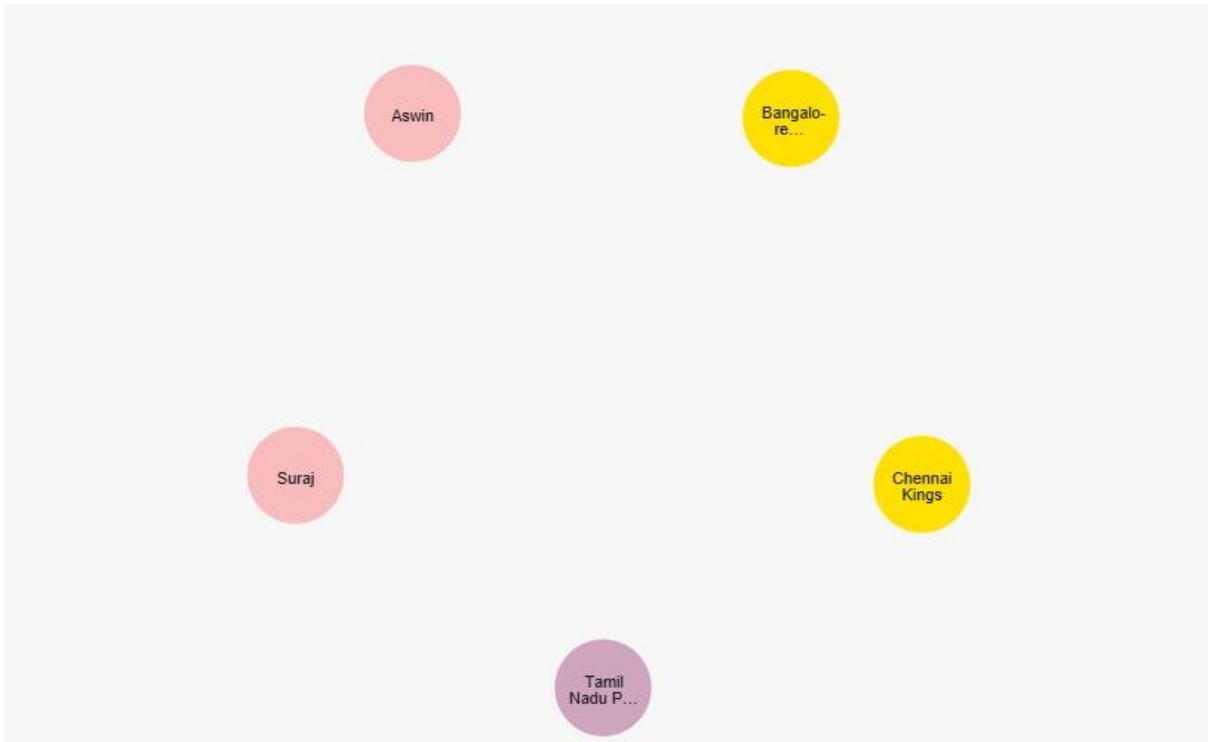 Aswin
Bangalo-
re…
Suraj
Chennai
Kings
Tamil
Nadu P…